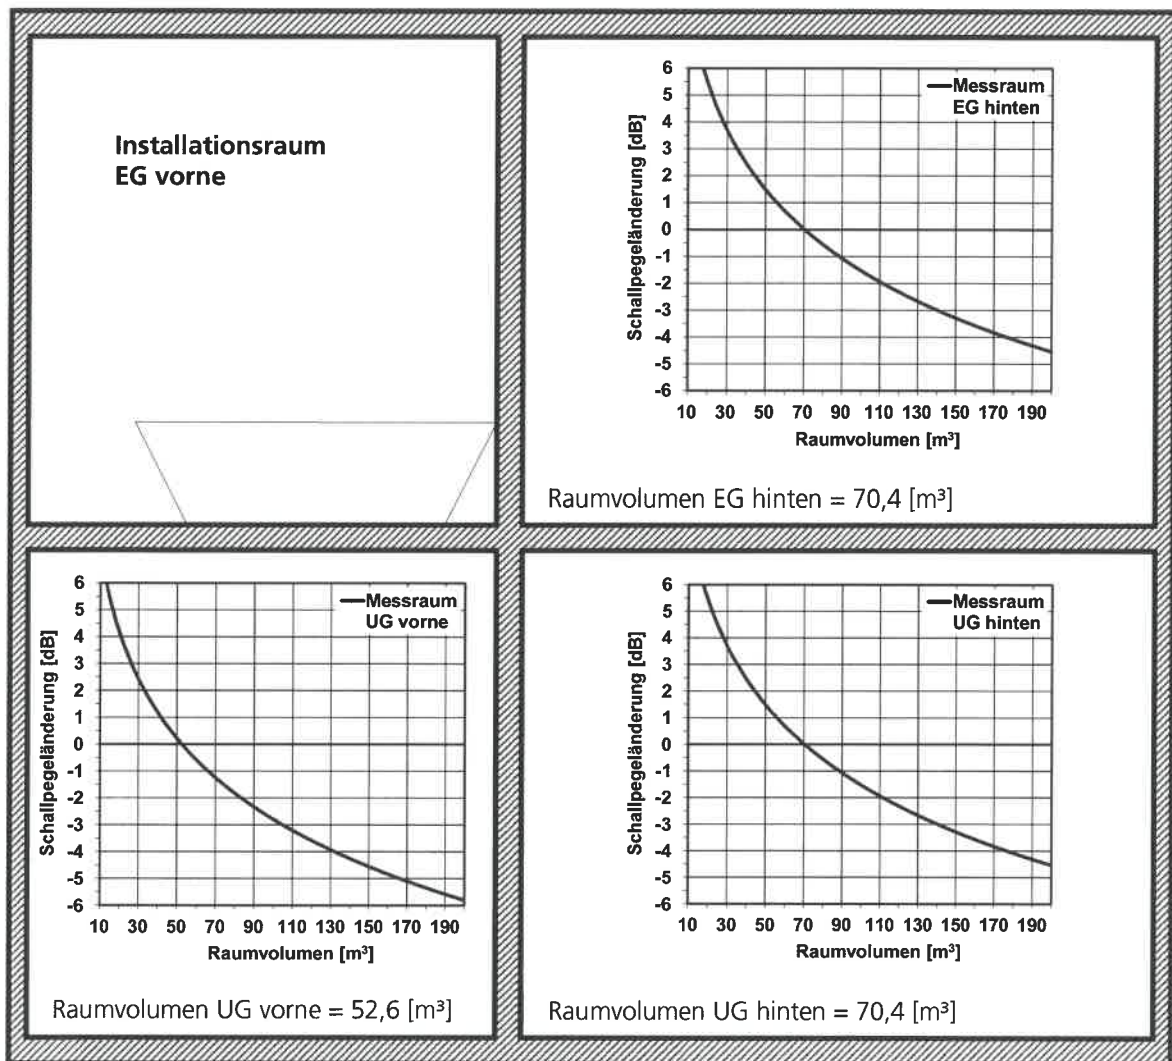 Installationsraum
EG vorne
Schallpegeländerung [dB]
6
5
4
3
2
1
0
-1
-2
-3
-4
-5
-6
Messraum
EG hinten
10 30 50 70 90 110 130 150 170 190
Raumvolumen [m³]
Raumvolumen EG hinten = 70,4 [m³]
Schallpegeländerung [dB]
6
5
4
3
2
1
0
-1
-2
-3
-4
-5
-6
Messraum
UG vorne
10 30 50 70 90 110 130 150 170 190
Raumvolumen [m³]
Raumvolumen UG vorne = 52,6 [m³]
Schallpegeländerung [dB]
6
5
4
3
2
1
0
-1
-2
-3
-4
-5
-6
Messraum
UG hinten
10 30 50 70 90 110 130 150 170 190
Raumvolumen [m³]
Raumvolumen UG hinten = 70,4 [m³]